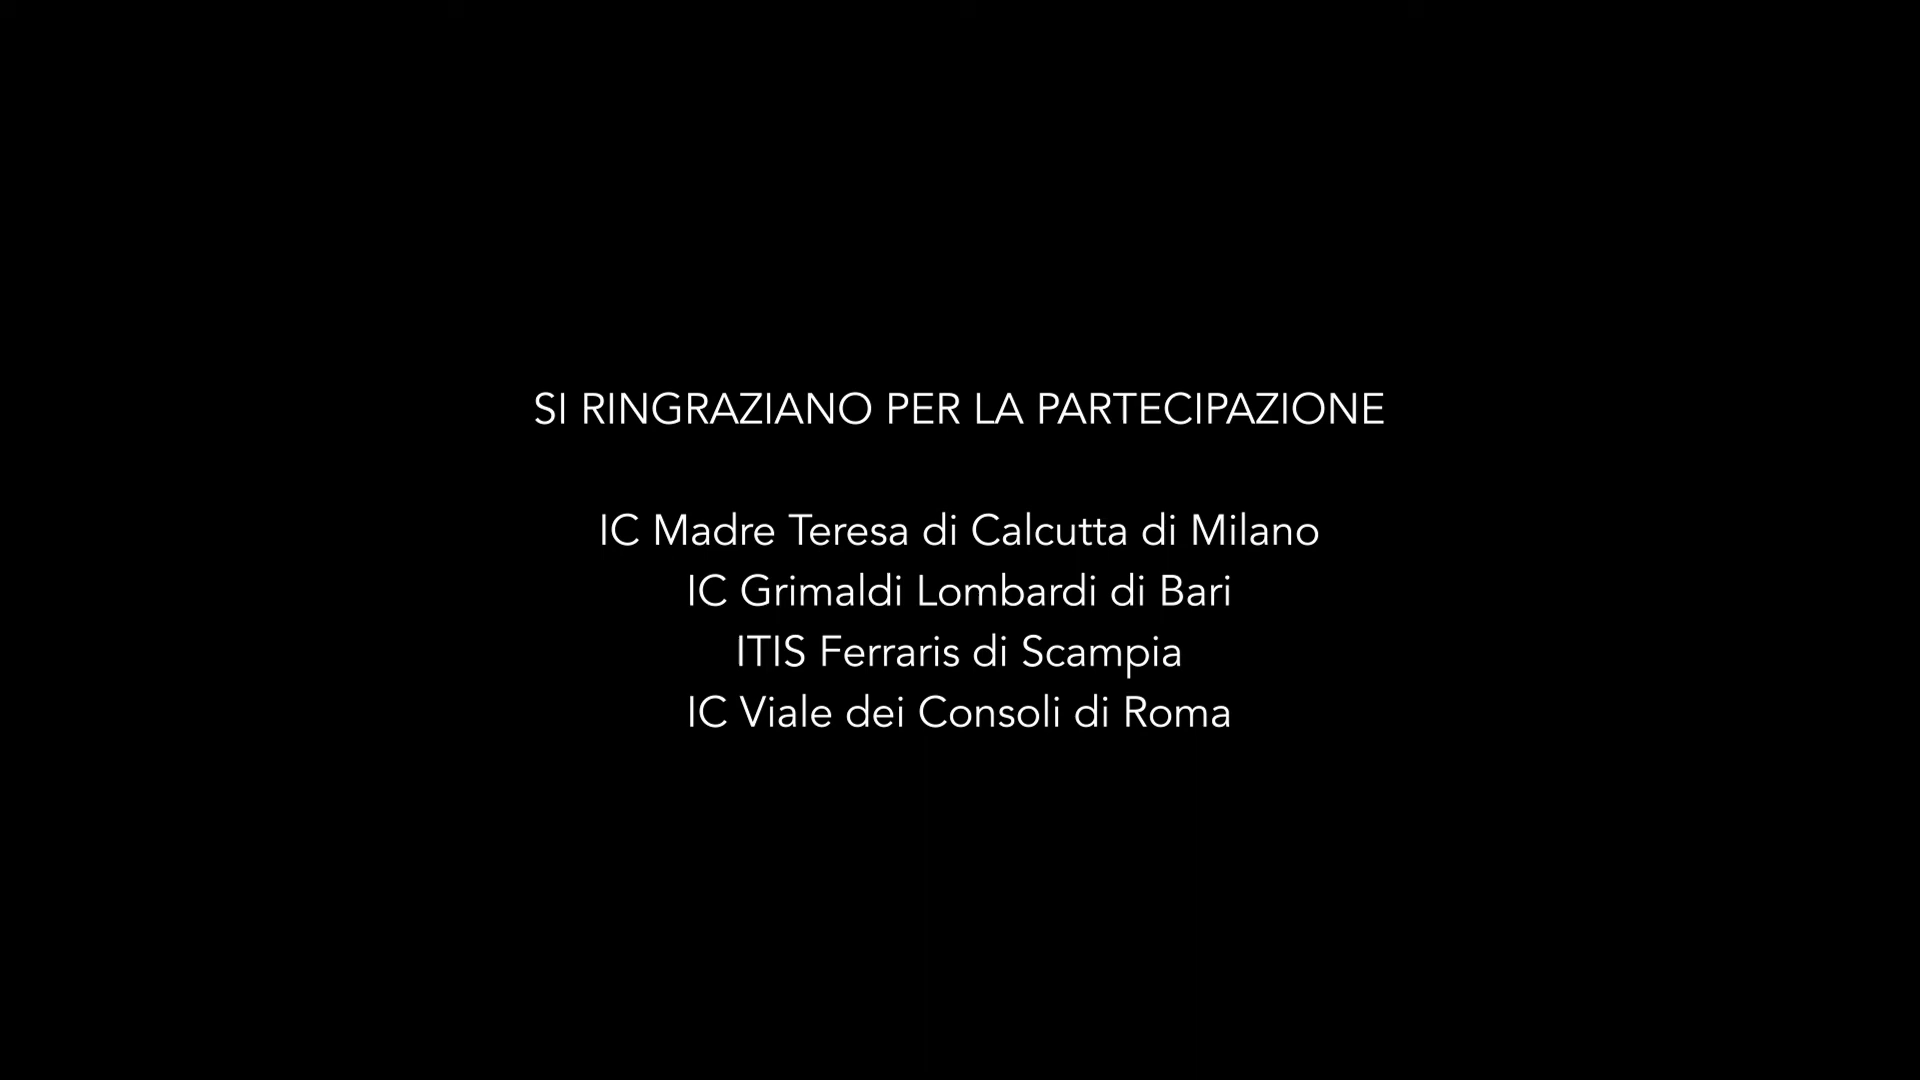 SI RINGRAZIANO PER LA PARTECIPAZIONE
IC Madre Teresa di Calcutta di Milano
IC Grimaldi Lombardi di Bari
ITIS Ferraris di Scampia
IC Viale dei Consoli di Roma